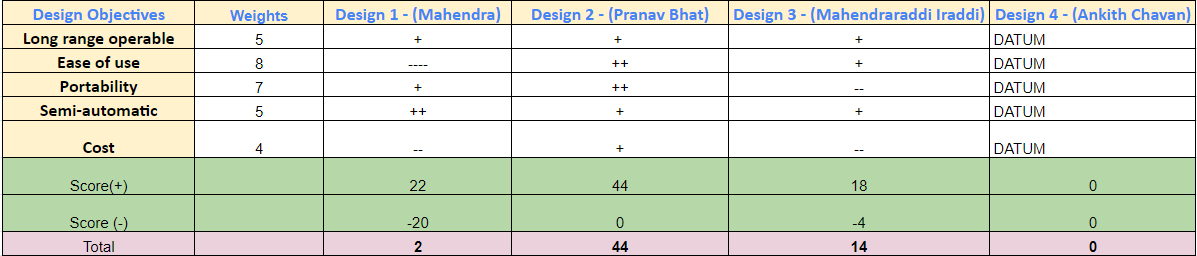 Design Objectives Weights Design 1 - (Mahendra) Design 2 - (Pranav Bhat) Design 3 - (Mahendraraddi Iraddi) Design 4 - (Ankith Chavan)
Long range operable 5 + + + DATUM
Ease of use 8 ---- ++ + DATUM
Portability 7 + ++ -- DATUM
Semi-automatic 5 ++ + + DATUM
Cost 4 -- + -- DATUM
Score(+) 22 44 18 0
Score (-) -20 0 -4 0
Total 2 44 14 0